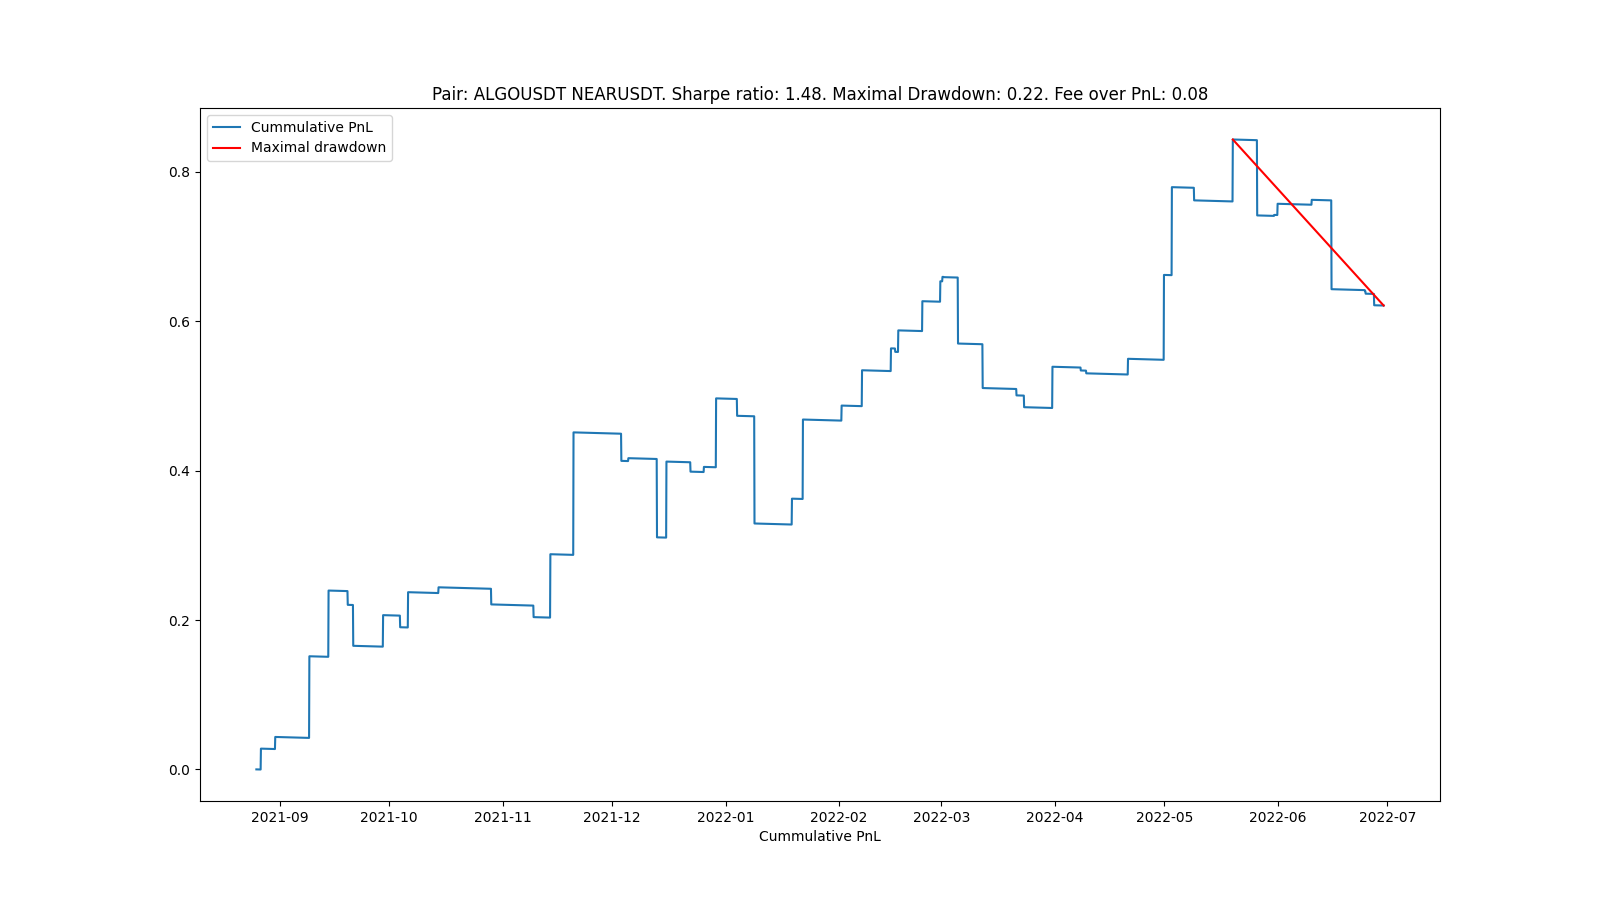 Pair: ALGOUSDT NEARUSDT. Sharpe ratio: 1.48. Maximal Drawdown: 0.22. Fee over PnL: 0.08
Cummulative PnL
Maximal drawdown
0.8
0.6
0.4
0.2
0.0
2021-09 2021-10 2021-11 2021-12 2022-01 2022-02 2022-03 2022-04 2022-05 2022-06 2022-07
Cummulative PnL